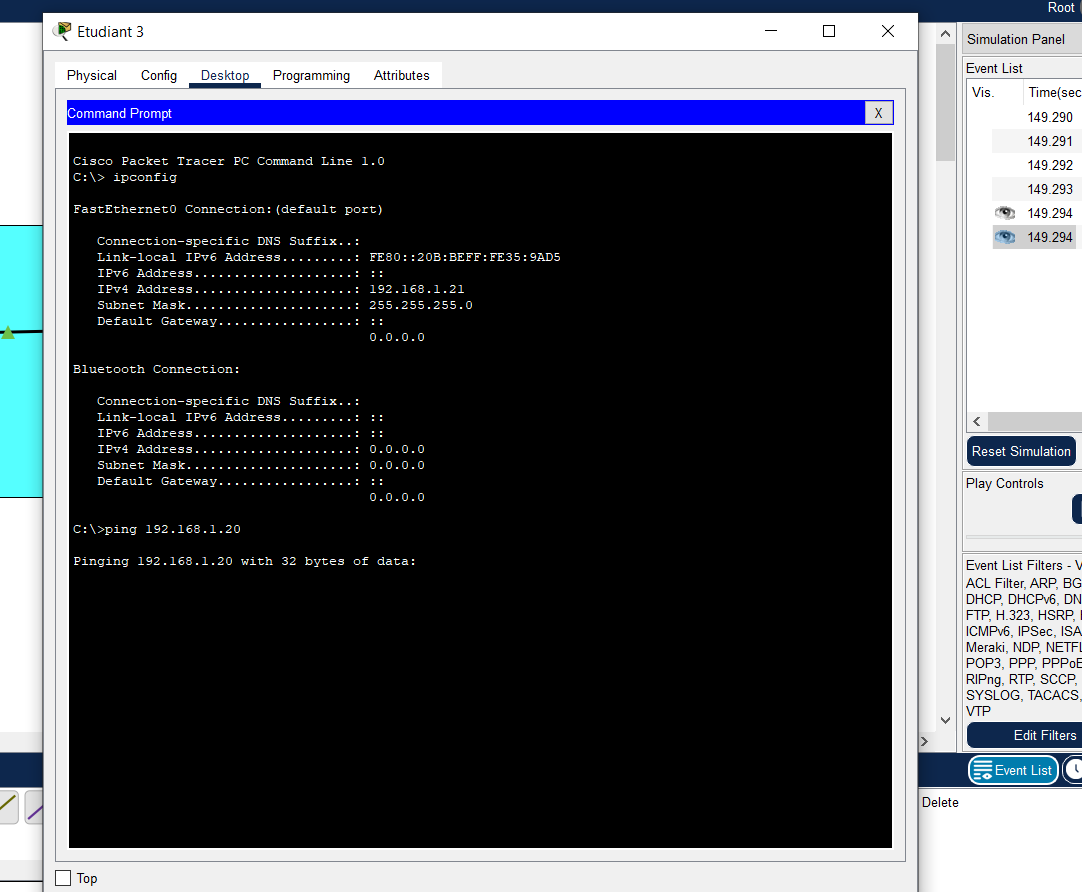 Root
Etudiant 3
Physical Config Desktop Programming Attributes
Command Prompt X
Cisco Packet Tracer PC Command Line 1.0
C:\> ipconfig
FastEthernet0 Connection:(default port)
Connection-specific DNS Suffix..:
Link-local IPv6 Address.........: FE80::20B:BEFF:FE35:9AD5
IPv6 Address....................: ::
IPv4 Address....................: 192.168.1.21
Subnet Mask.....................: 255.255.255.0
Default Gateway.................: ::
0.0.0.0
Bluetooth Connection:
Connection-specific DNS Suffix..:
Link-local IPv6 Address.........: ::
IPv6 Address....................: ::
IPv4 Address....................: 0.0.0.0
Subnet Mask.....................: 0.0.0.0
Default Gateway.................: ::
0.0.0.0
C:\>ping 192.168.1.20
Pinging 192.168.1.20 with 32 bytes of data:
Top
Simulation Panel
Event List
Vis. Time(sec
149.290
149.291
149.292
149.293
149.294
149.294
Reset Simulation
Play Controls
Event List Filters - V
ACL Filter, ARP, BG
DHCP, DHCPv6, DN
FTP, H.323, HSRP,
ICMPv6, IPSec, ISA
Meraki, NDP, NETFL
POP3, PPP, PPPoE
RIPng, RTP, SCCP,
SYSLOG, TACACS,
VTP
Edit Filters
Event List
Delete